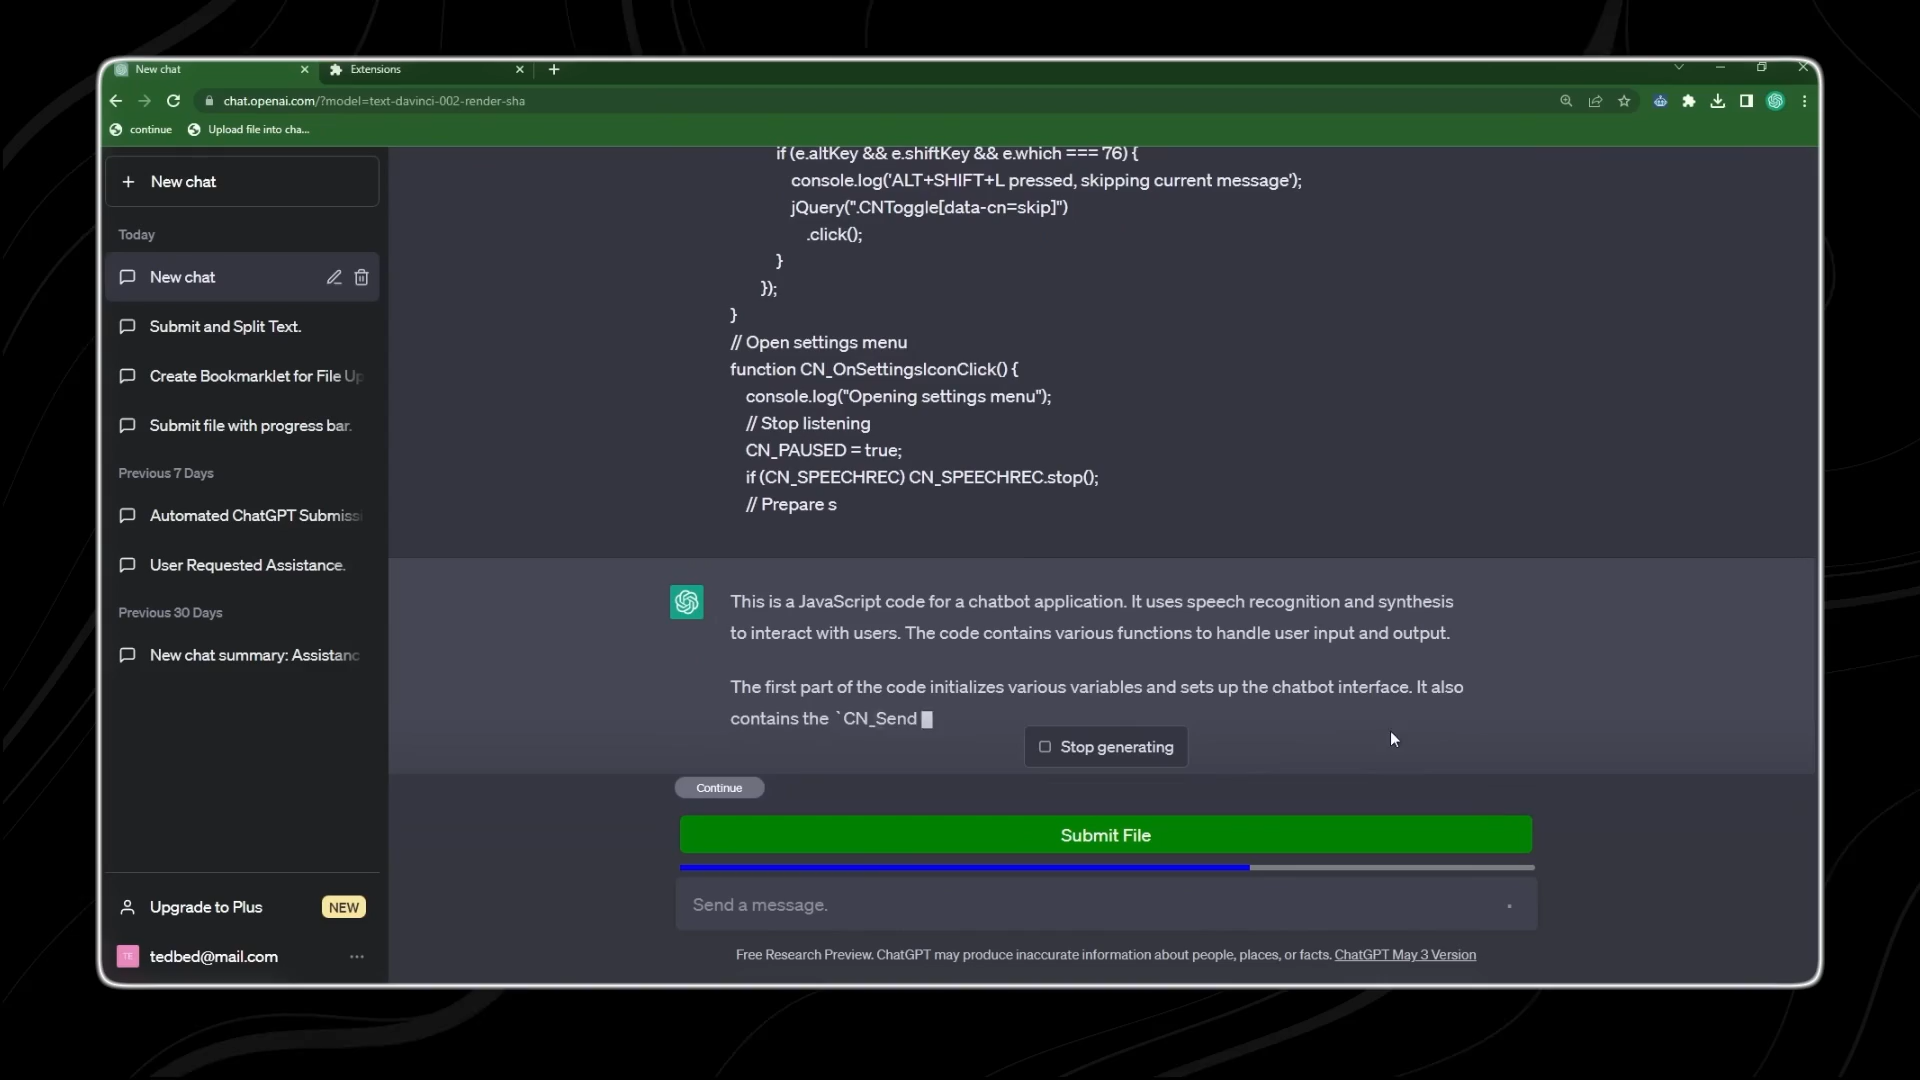 New chat
Extensions
chat.openai.com/?model=text-davinci-002-render-sha
continue
Upload file into cha...
New chat
Today
New chat
Submit and Split Text.
Create Bookmarklet for File Up
Submit file with progress bar.
Previous 7 Days
Automated ChatGPT Submissi
User Requested Assistance.
Previous 30 Days
New chat summary: Assistanc
Upgrade to Plus
NEW
TE
tedbed@mail.com
if (e.altKey && e.shiftKey && e.which === 76) {
console.log('ALT+SHIFT+L pressed, skipping current message');
jQuery(".CNToggle[data-cn=skip]")
.click();
}
});
}
// Open settings menu
function CN_OnSettingsIconClick() {
console.log("Opening settings menu");
// Stop listening
CN_PAUSED = true;
if (CN_SPEECHREC) CN_SPEECHREC.stop();
// Prepare s
This is a JavaScript code for a chatbot application. It uses speech recognition and synthesis
to interact with users. The code contains various functions to handle user input and output.
The first part of the code initializes various variables and sets up the chatbot interface. It also
contains the `CN_Send
Stop generating
Continue
Submit File
Send a message.
Free Research Preview. ChatGPT may produce inaccurate information about people, places, or facts. ChatGPT May 3 Version